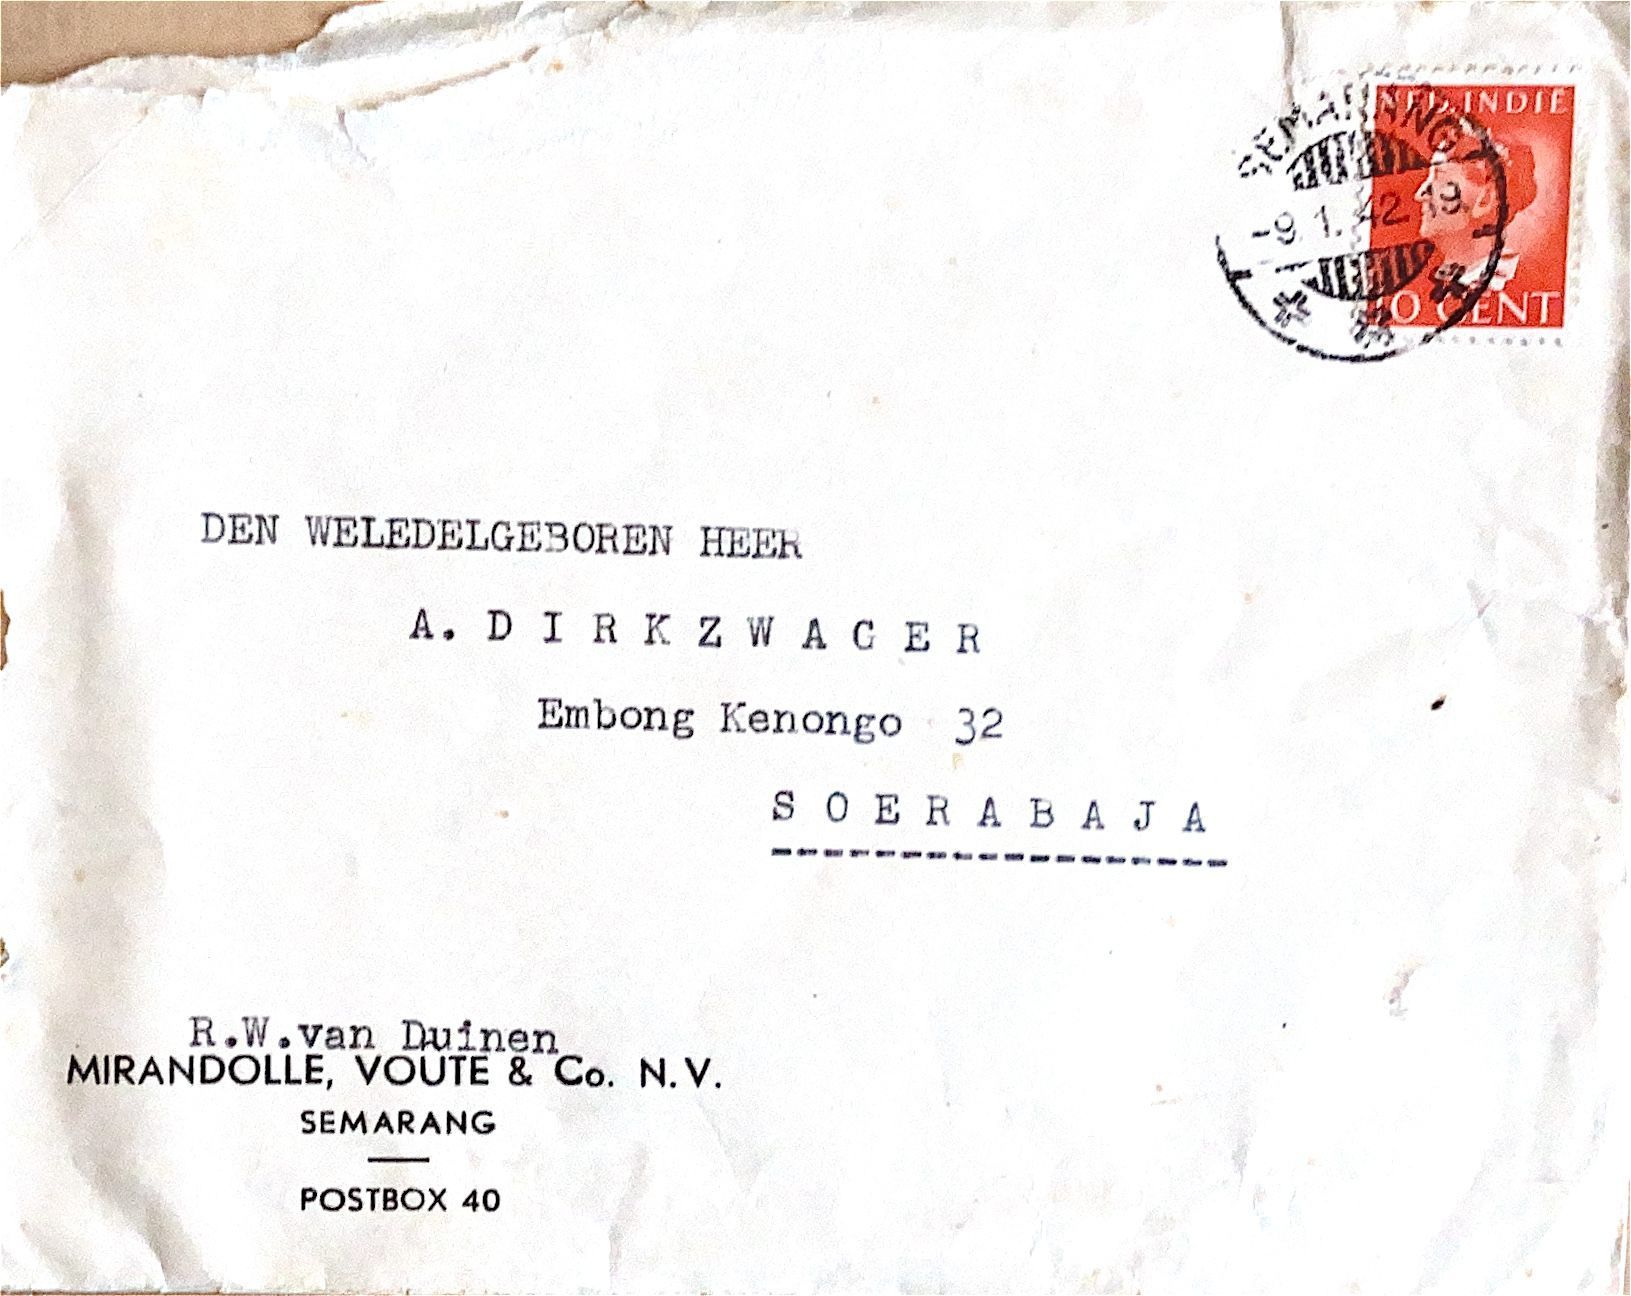 NED. INDIE
SEMARANG
-9.1.42 19.
10 CENT
DEN WELEDELGEBOREN HEER
A. D I R K Z W A G E R
Embong Kenongo 32
S O E R A B A J A
------------------
R.W.van Duinen
MIRANDOLLE, VOUTE & Co. N.V.
SEMARANG
POSTBOX 40